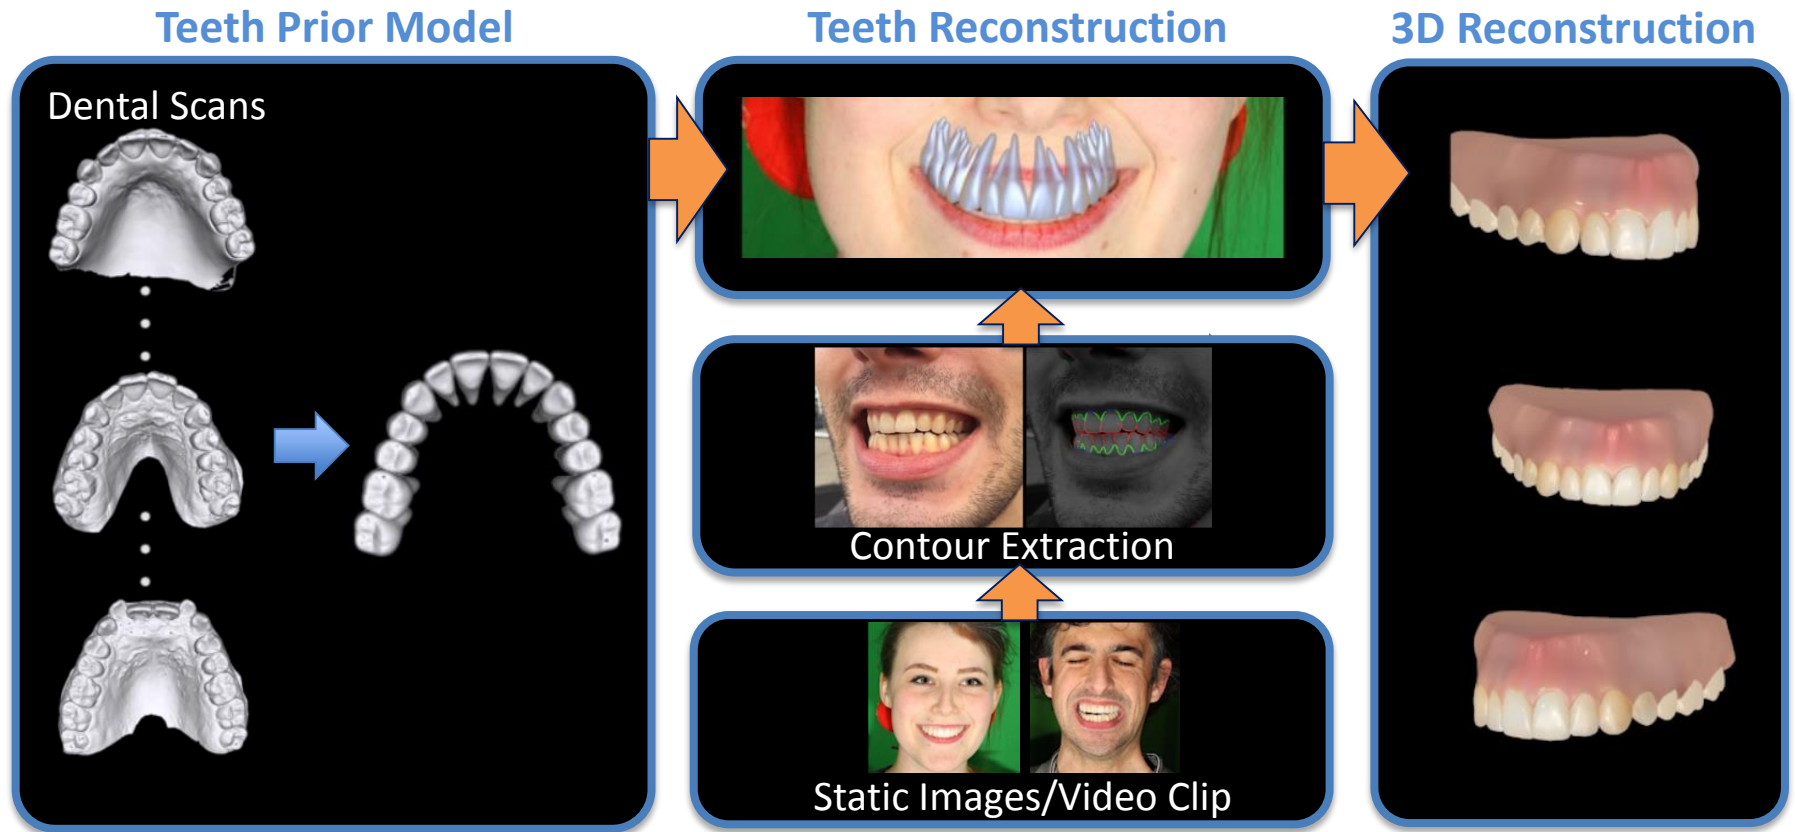 Teeth Prior Model
Teeth Reconstruction
3D Reconstruction
Dental Scans
Contour Extraction
Static Images/Video Clip